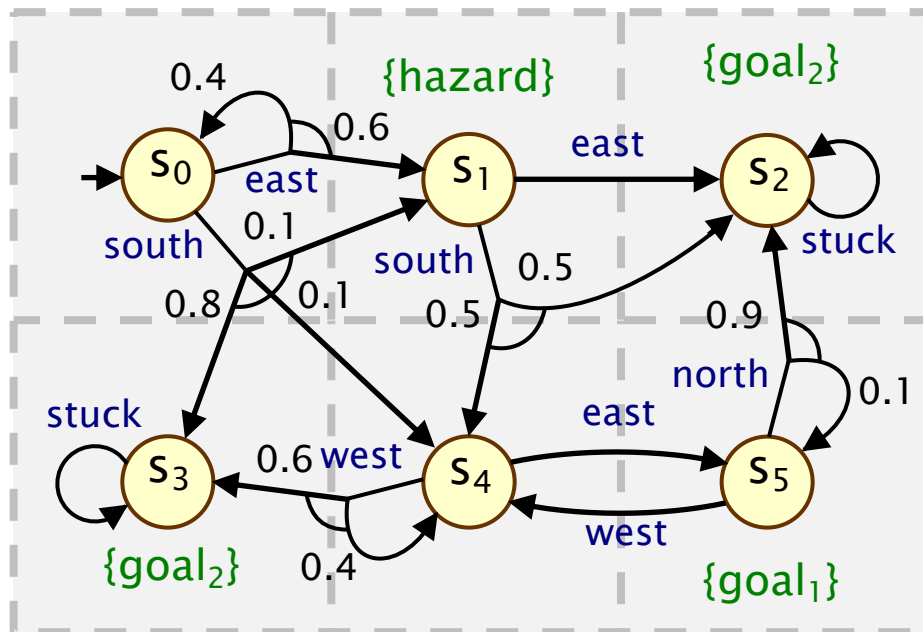 {goal₂}
0.4
{hazard}
0.6
s₀
east
s₁
east
s₂
south
0.1
south
0.5
stuck
0.8
0.1
0.5
0.9
north
0.1
stuck
east
0.6
west
s₃
s₄
s₅
west
0.4
{goal₂}
{goal₁}